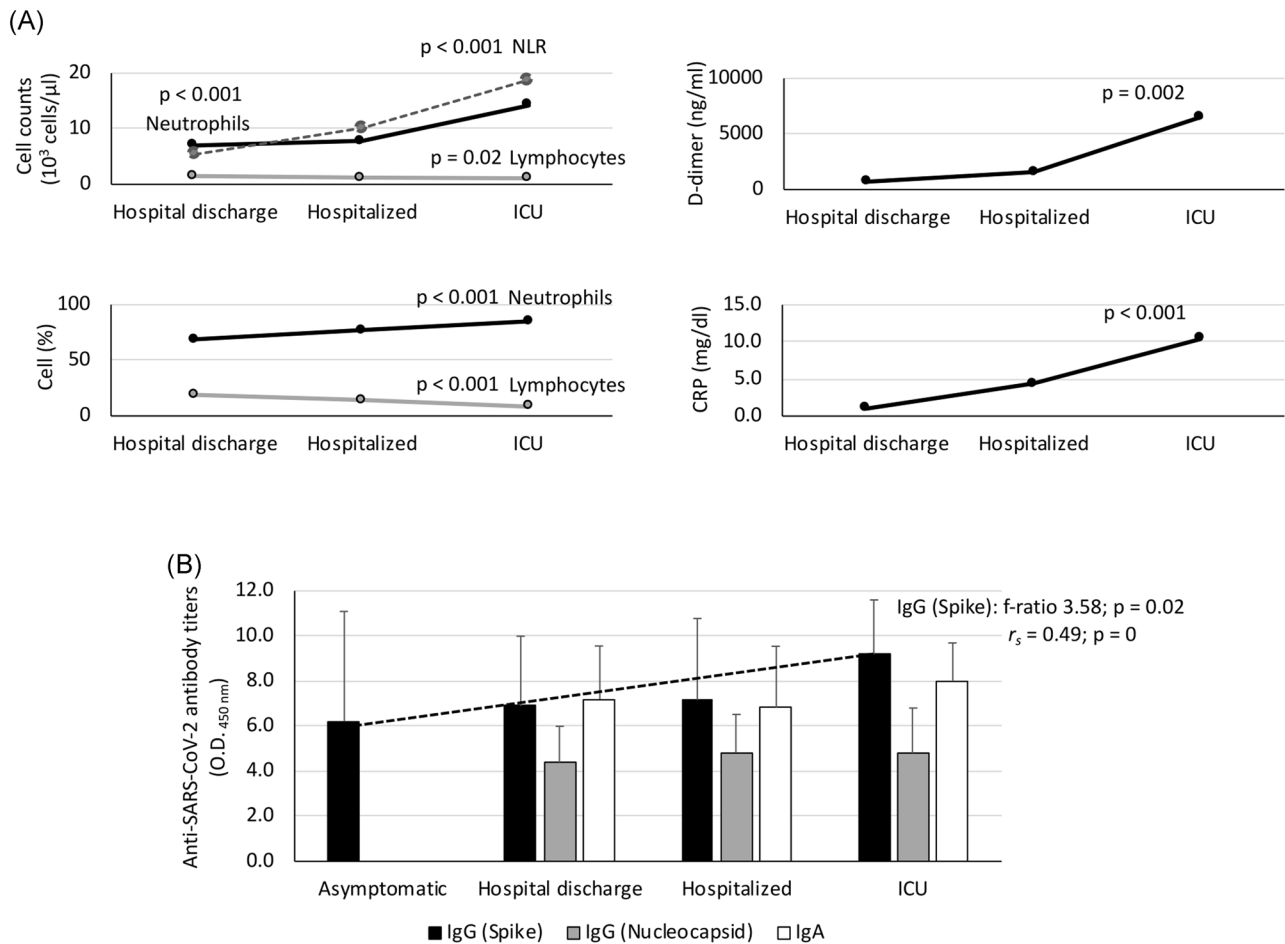 (A)
p < 0.001 NLR
20
10
0
Cell counts
(10³ cells/µl)
p < 0.001
Neutrophils
p = 0.02 Lymphocytes
Hospital discharge Hospitalized ICU
10000
5000
0
D-dimer (ng/ml)
p = 0.002
Hospital discharge Hospitalized ICU
100
50
0
Cell (%)
p < 0.001 Neutrophils
p < 0.001 Lymphocytes
Hospital discharge Hospitalized ICU
15.0
10.0
5.0
0.0
CRP (mg/dl)
p < 0.001
Hospital discharge Hospitalized ICU
(B)
Anti-SARS-CoV-2 antibody titers
(O.D. 450 nm)
12.0
10.0
8.0
6.0
4.0
2.0
0.0
IgG (Spike): f-ratio 3.58; p = 0.02
rs = 0.49; p = 0
Asymptomatic Hospital discharge Hospitalized ICU
IgG (Spike) IgG (Nucleocapsid) IgA